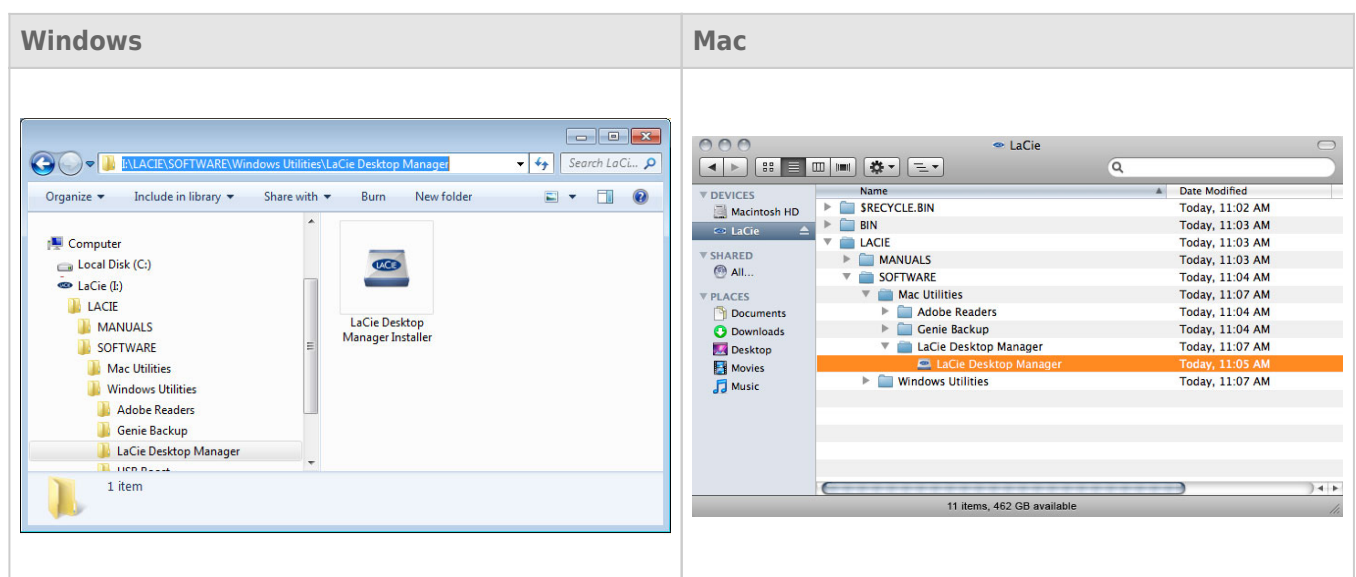 Windows
I:\LACIE\SOFTWARE\Windows Utilities\LaCie Desktop Manager
Search LaCi...
Organize
Include in library
Share with
Burn
New folder
Computer
Local Disk (C:)
LaCie (I:)
LACIE
MANUALS
SOFTWARE
Mac Utilities
Windows Utilities
Adobe Readers
Genie Backup
LaCie Desktop Manager
USB Boost
LACIE
LaCie Desktop
Manager Installer
1 item
Mac
LaCie
DEVICES
Macintosh HD
LaCie
SHARED
All...
PLACES
Documents
Downloads
Desktop
Movies
Music
Name Date Modified
$RECYCLE.BIN Today, 11:02 AM
BIN Today, 11:03 AM
LACIE Today, 11:03 AM
MANUALS Today, 11:03 AM
SOFTWARE Today, 11:04 AM
Mac Utilities Today, 11:07 AM
Adobe Readers Today, 11:04 AM
Genie Backup Today, 11:04 AM
LaCie Desktop Manager Today, 11:07 AM
LaCie Desktop Manager Today, 11:05 AM
Windows Utilities Today, 11:07 AM
11 items, 462 GB available